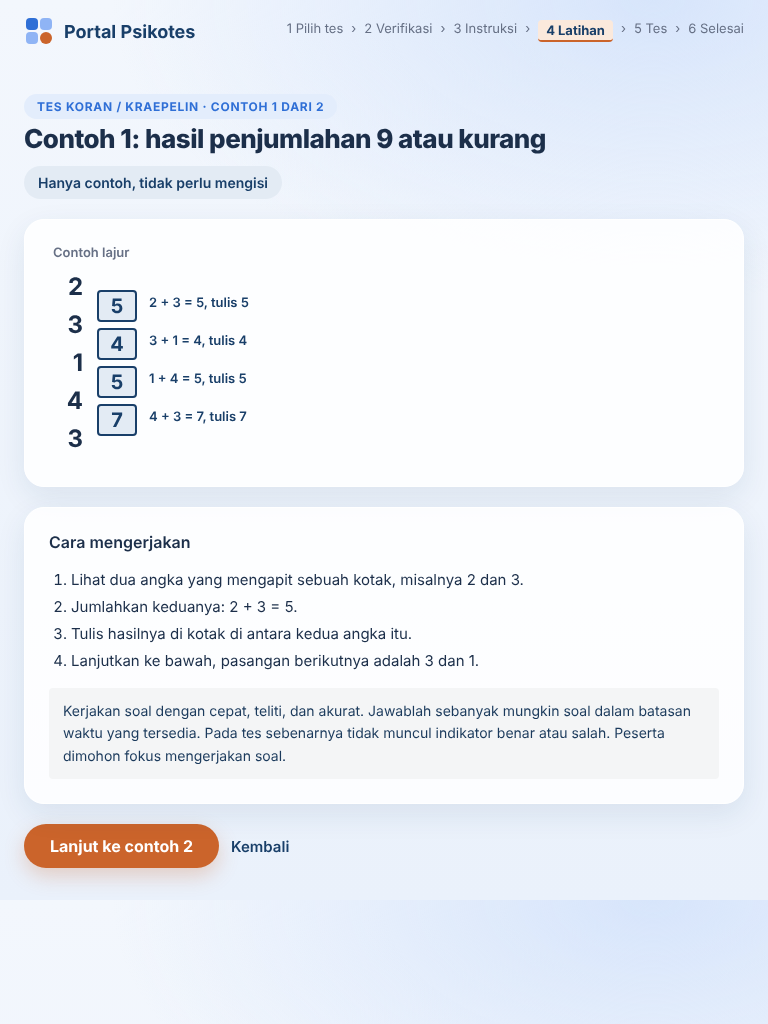 Portal Psikotes
1 Pilih tes › 2 Verifikasi › 3 Instruksi › 4 Latihan › 5 Tes › 6 Selesai
TES KORAN / KRAEPELIN · CONTOH 1 DARI 2
Contoh 1: hasil penjumlahan 9 atau kurang
Hanya contoh, tidak perlu mengisi
Contoh lajur
2
5 2 + 3 = 5, tulis 5
3
4 3 + 1 = 4, tulis 4
1
5 1 + 4 = 5, tulis 5
4
7 4 + 3 = 7, tulis 7
3
Cara mengerjakan
1. Lihat dua angka yang mengapit sebuah kotak, misalnya 2 dan 3.
2. Jumlahkan keduanya: 2 + 3 = 5.
3. Tulis hasilnya di kotak di antara kedua angka itu.
4. Lanjutkan ke bawah, pasangan berikutnya adalah 3 dan 1.
Kerjakan soal dengan cepat, teliti, dan akurat. Jawablah sebanyak mungkin soal dalam batasan
waktu yang tersedia. Pada tes sebenarnya tidak muncul indikator benar atau salah. Peserta
dimohon fokus mengerjakan soal.
Lanjut ke contoh 2 Kembali